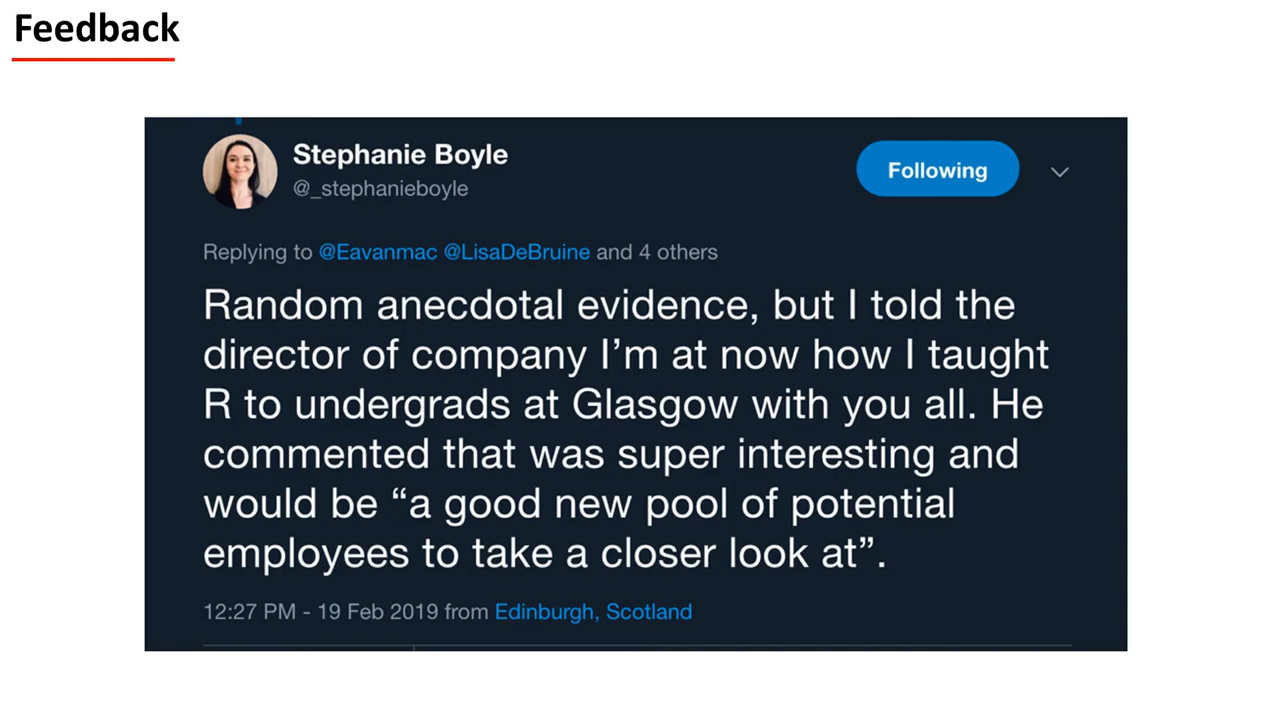 Feedback
Stephanie Boyle
@_stephanieboyle
Following
Replying to @Eavanmac @LisaDeBruine and 4 others
Random anecdotal evidence, but I told the
director of company I’m at now how I taught
R to undergrads at Glasgow with you all. He
commented that was super interesting and
would be “a good new pool of potential
employees to take a closer look at”.
12:27 PM - 19 Feb 2019 from Edinburgh, Scotland